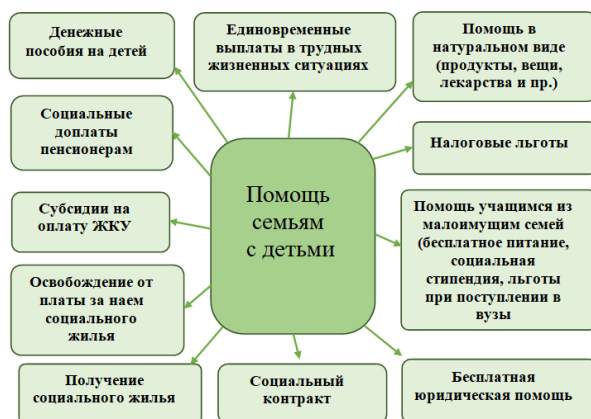 Денежные
пособия на детей
Единовременные
выплаты в трудных
жизненных ситуациях
Помощь в
натуральном виде
(продукты, вещи,
лекарства и пр.)
Социальные
доплаты
пенсионерам
Налоговые льготы
Помощь
семьям
с детьми
Субсидии на
оплату ЖКУ
Помощь учащимся из
малоимущим семей
(бесплатное питание,
социальная
стипендия, льготы
при поступлении в
вузы
Освобождение от
платы за наем
социального
жилья
Получение
социального жилья
Социальный
контракт
Бесплатная
юридическая помощь